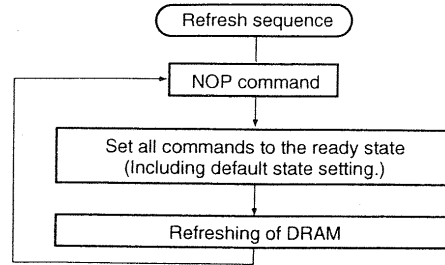 Refresh sequence
NOP command
Set all commands to the ready state
(Including default state setting.)
Refreshing of DRAM